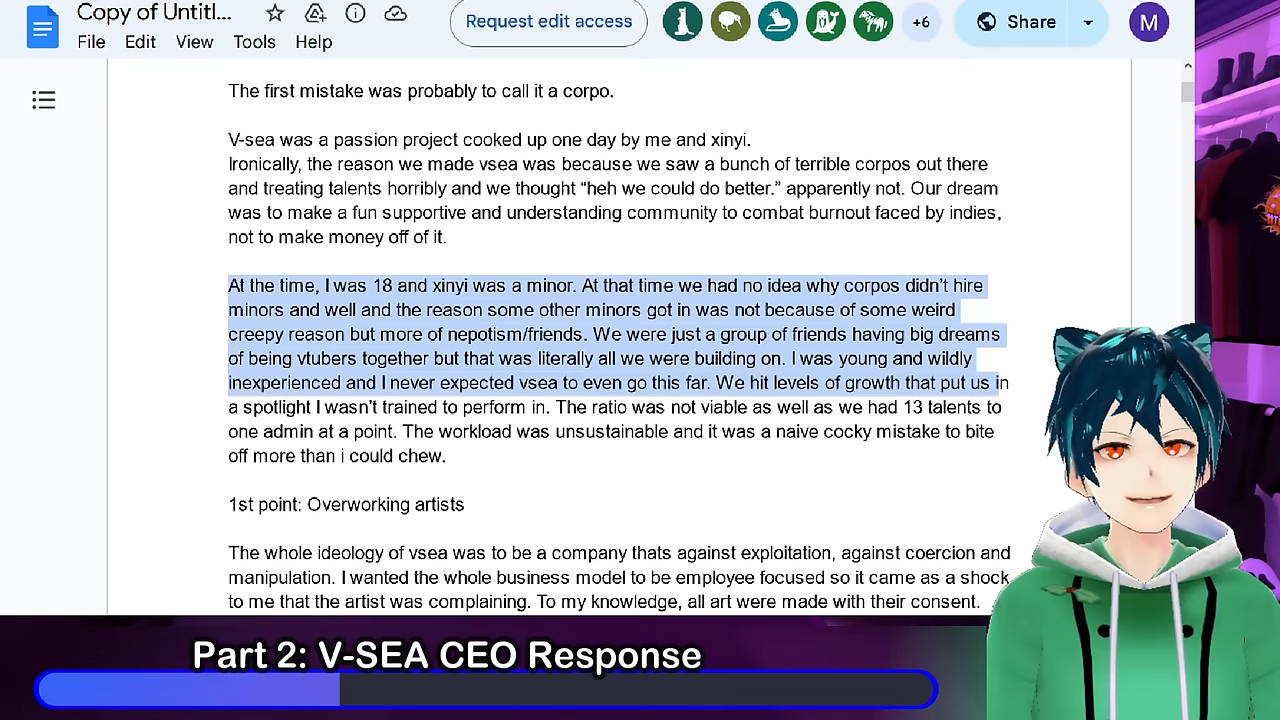 Copy of Untitl...
Request edit access
+6
Share
M
File Edit View Tools Help
The first mistake was probably to call it a corpo.
V-sea was a passion project cooked up one day by me and xinyi.
Ironically, the reason we made vsea was because we saw a bunch of terrible corpos out there
and treating talents horribly and we thought “heh we could do better.” apparently not. Our dream
was to make a fun supportive and understanding community to combat burnout faced by indies,
not to make money off of it.
At the time, I was 18 and xinyi was a minor. At that time we had no idea why corpos didn’t hire
minors and well and the reason some other minors got in was not because of some weird
creepy reason but more of nepotism/friends. We were just a group of friends having big dreams
of being vtubers together but that was literally all we were building on. I was young and wildly
inexperienced and I never expected vsea to even go this far. We hit levels of growth that put us in
a spotlight I wasn’t trained to perform in. The ratio was not viable as well as we had 13 talents to
one admin at a point. The workload was unsustainable and it was a naive cocky mistake to bite
off more than i could chew.
1st point: Overworking artists
The whole ideology of vsea was to be a company thats against exploitation, against coercion and
manipulation. I wanted the whole business model to be employee focused so it came as a shock
to me that the artist was complaining. To my knowledge, all art were made with their consent.
Part 2: V-SEA CEO Response